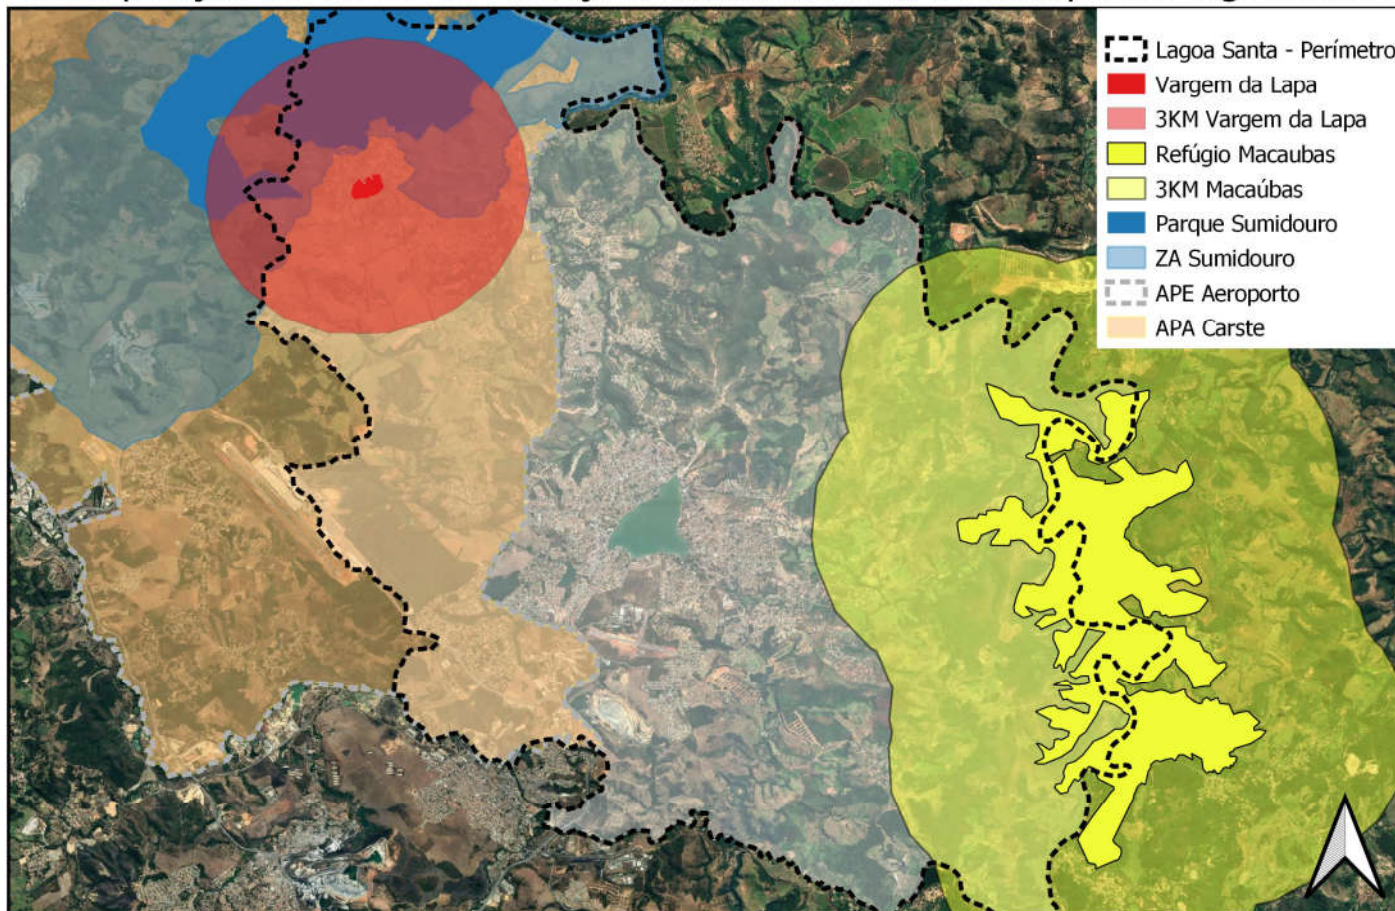 Lagoa Santa - Perímetro
Vargem da Lapa
3KM Vargem da Lapa
Refúgio Macaubas
3KM Macaúbas
Parque Sumidouro
ZA Sumidouro
APE Aeroporto
APA Carste